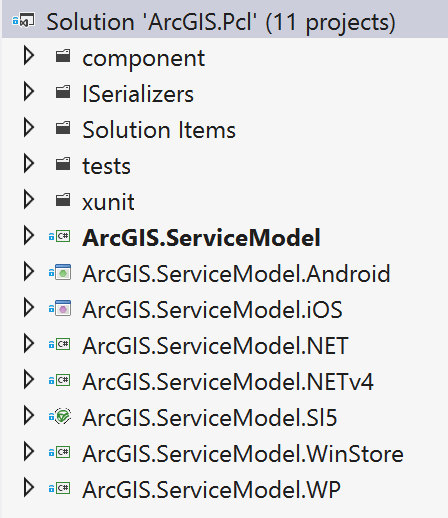 Solution 'ArcGIS.Pcl' (11 projects)
component
ISerializers
Solution Items
tests
xunit
C# ArcGIS.ServiceModel
ArcGIS.ServiceModel.Android
ArcGIS.ServiceModel.iOS
C# ArcGIS.ServiceModel.NET
C# ArcGIS.ServiceModel.NETv4
ArcGIS.ServiceModel.Sl5
C# ArcGIS.ServiceModel.WinStore
C# ArcGIS.ServiceModel.WP